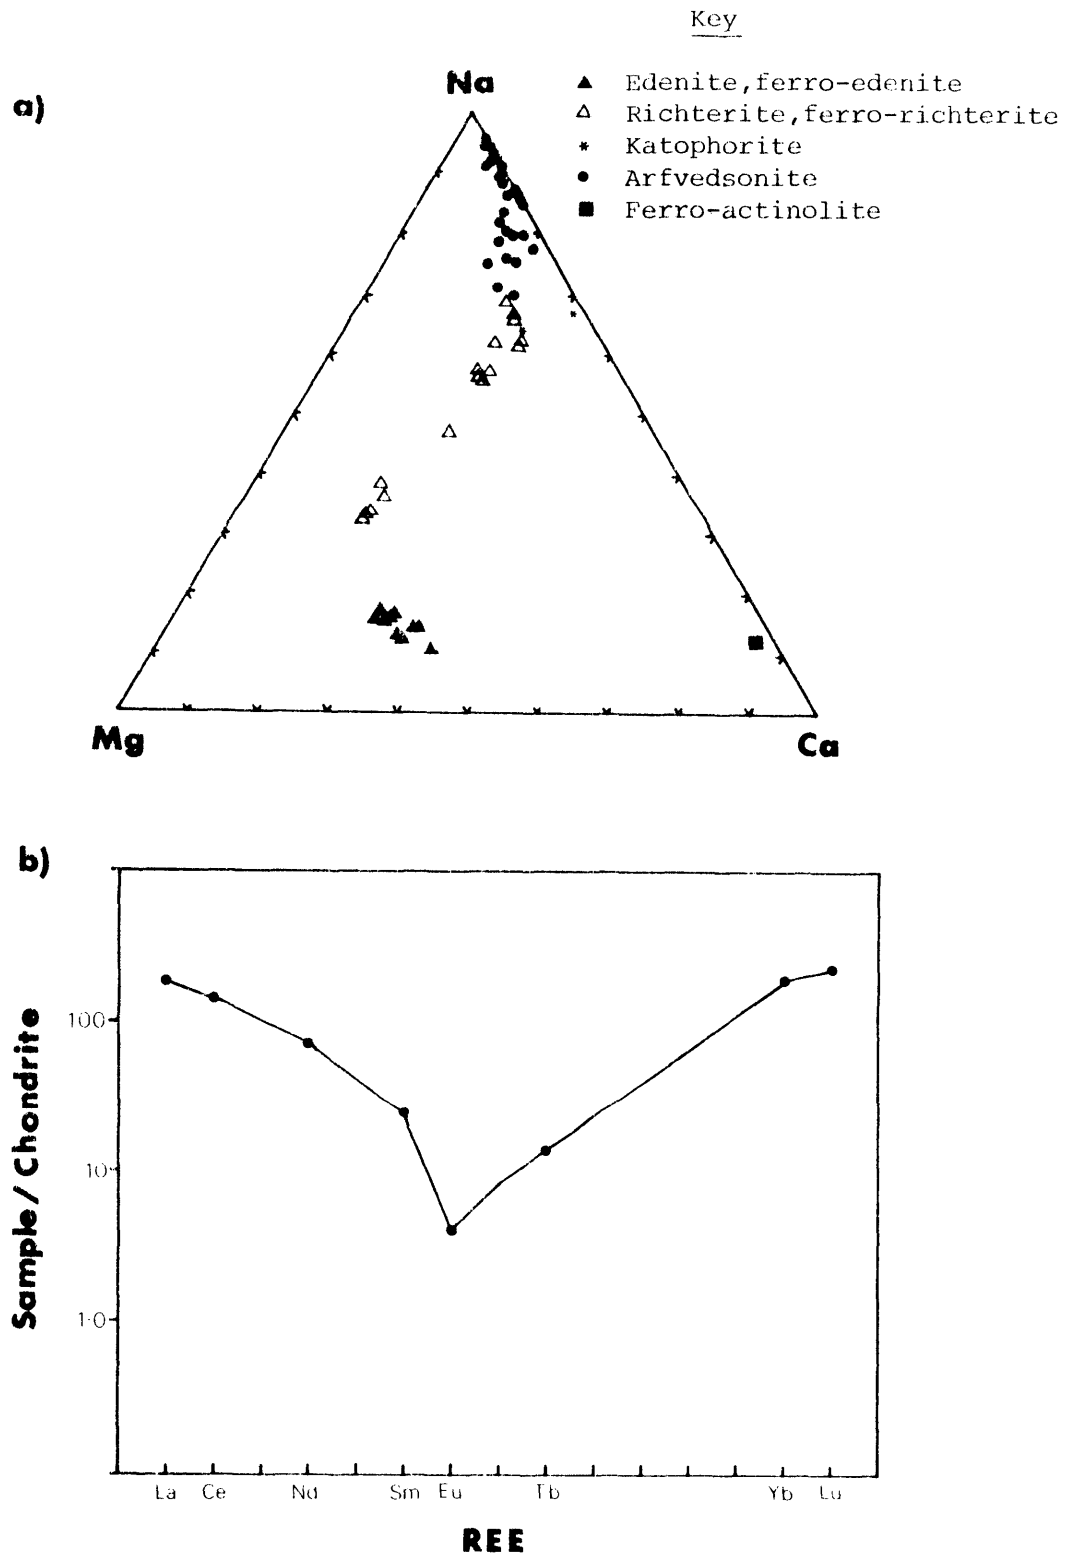 Key
a)
Na
Edenite,ferro-edenite
Richterite,ferro-richterite
Katophorite
Arfvedsonite
Ferro-actinolite
Mg
Ca
b)
Sample/Chondrite
100
10
1·0
La Ce Nd Sm Eu Tb Yb Lu
REE